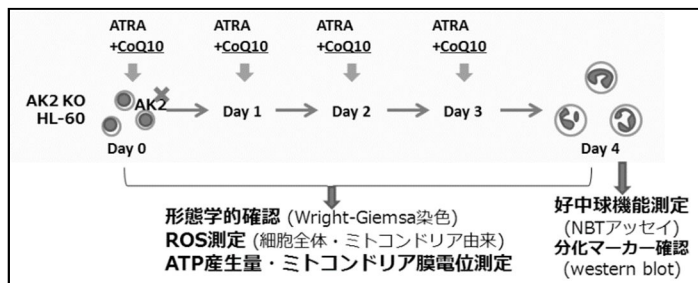 ATRA ATRA ATRA ATRA
+CoQ10 +CoQ10 +CoQ10 +CoQ10
AK2 KO
HL-60
AK2
Day 0
Day 1
Day 2
Day 3
Day 4
形態学的確認 (Wright-Giemsa染色)
ROS測定 (細胞全体・ミトコンドリア由来)
ATP産生量・ミトコンドリア膜電位測定
好中球機能測定
(NBTアッセイ)
分化マーカー確認
(western blot)